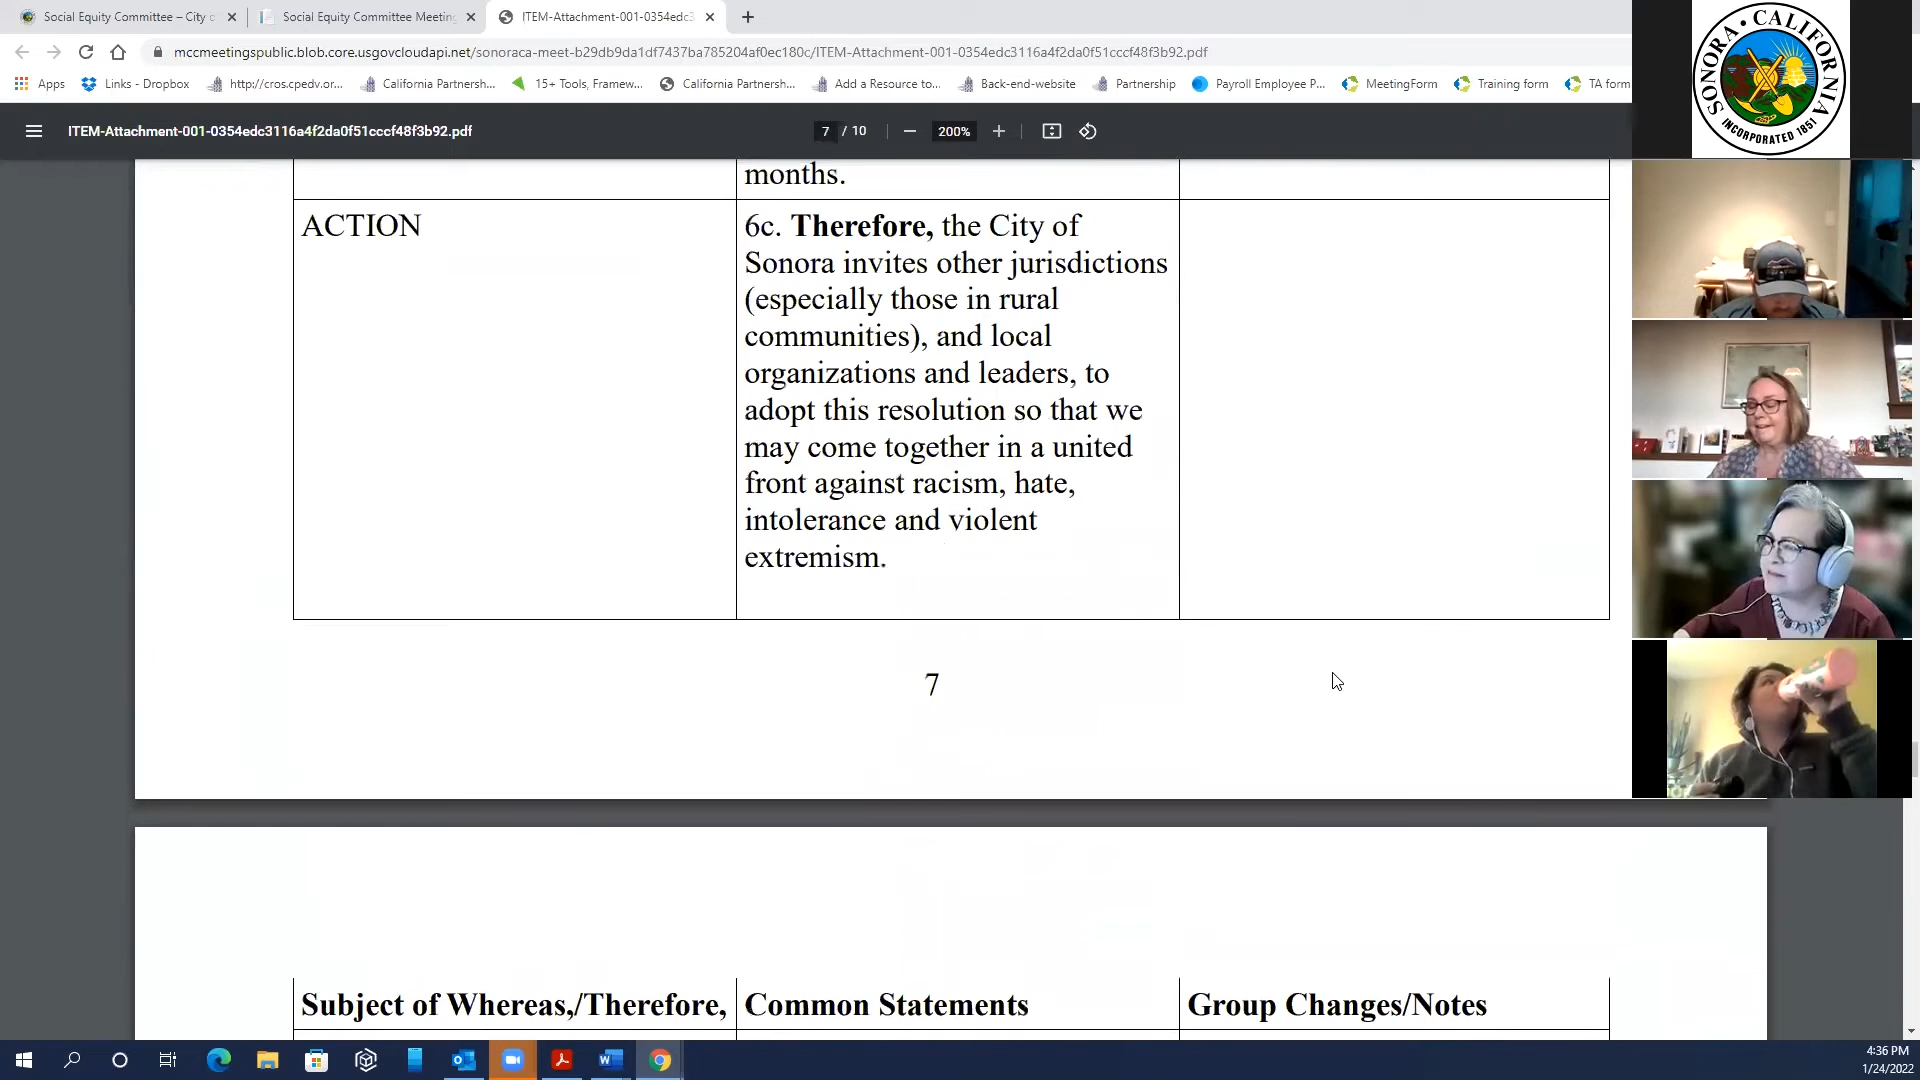 Social Equity Committee – City o
Social Equity Committee Meeting
ITEM-Attachment-001-0354edc3
mccmeetingspublic.blob.core.usgovcloudapi.net/sonoraca-meet-b29db9da1df7437ba785204af0ec180c/ITEM-Attachment-001-0354edc3116a4f2da0f51cccf48f3b92.pdf
Apps
Links - Dropbox
http://cros.cpedv.or...
California Partnersh...
15+ Tools, Framew...
California Partnersh...
Add a Resource to...
Back-end-website
Partnership
Payroll Employee P...
MeetingForm
Training form
TA form
ITEM-Attachment-001-0354edc3116a4f2da0f51cccf48f3b92.pdf
7 / 10
200%
SONORA • CALIFORNIA
INCORPORATED 1851
months.
ACTION
6c. Therefore, the City of
Sonora invites other jurisdictions
(especially those in rural
communities), and local
organizations and leaders, to
adopt this resolution so that we
may come together in a united
front against racism, hate,
intolerance and violent
extremism.
7
Subject of Whereas,/Therefore,
Common Statements
Group Changes/Notes
4:36 PM
1/24/2022